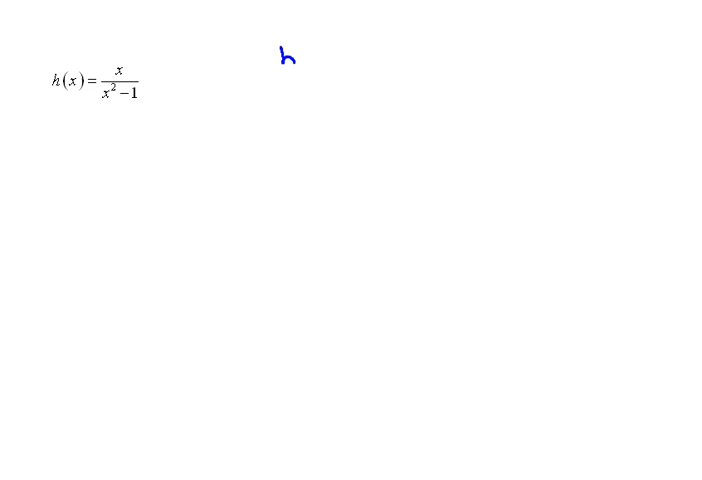 h
h(x) = x / (x² − 1)